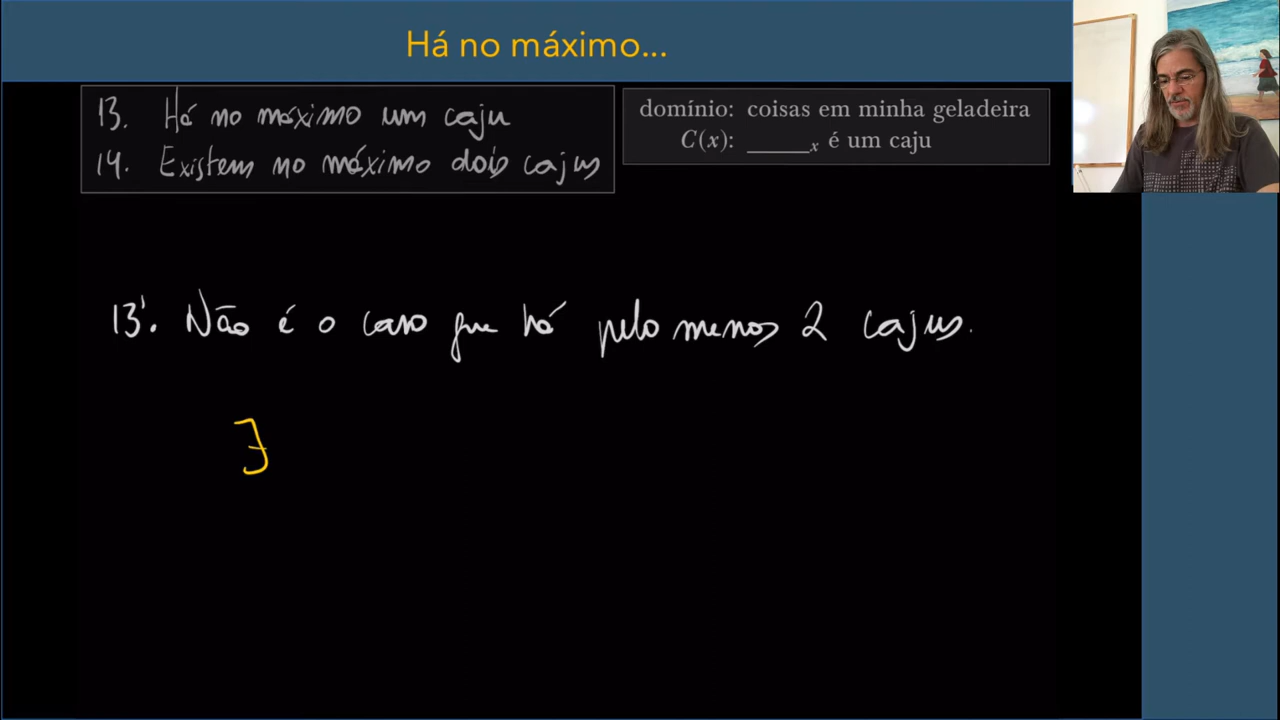 Há no máximo...
13. Há no máximo um caju
14. Existem no máximo dois cajus
domínio: coisas em minha geladeira
C(x): _____x é um caju
13'. Não é o caso que há pelo menos 2 cajus.
∃